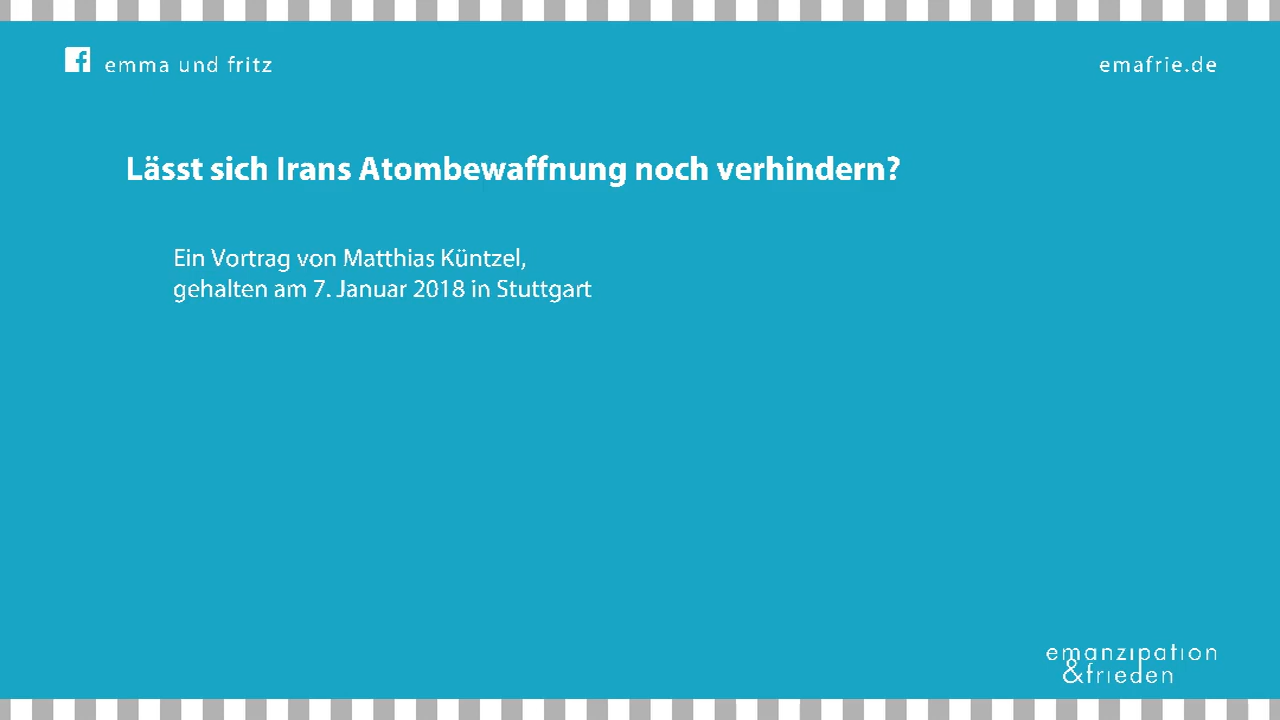 emma und fritz
emafrie.de
Lässt sich Irans Atombewaffnung noch verhindern?
Ein Vortrag von Matthias Küntzel,
gehalten am 7. Januar 2018 in Stuttgart
emanzipation
&frieden